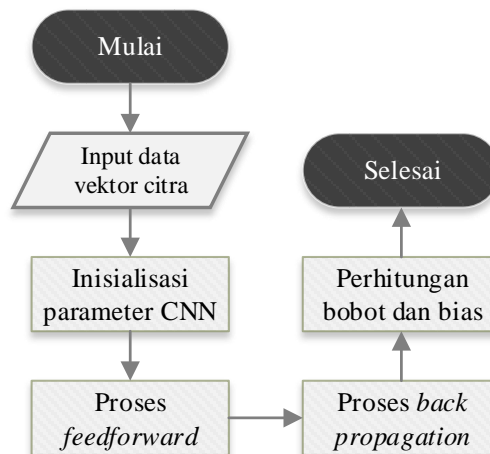 Mulai
Input data
vektor citra
Inisialisasi
parameter CNN
Proses
feedforward
Proses back
propagation
Perhitungan
bobot dan bias
Selesai